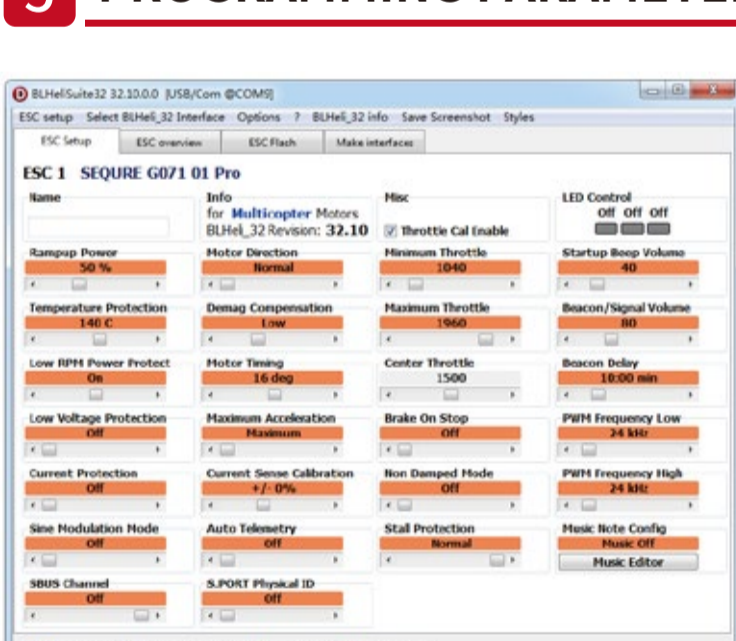 BLHeliSuite32 32.10.0.0 [USB/Com @COM9]
ESC setup Select BLHeli_32 Interface Options ? BLHeli_32 info Save Screenshot Styles
ESC Setup ESC overview ESC Flash Make interfaces
ESC 1 SEQURE G071 01 Pro
Name
Info
for Multicopter Motors
BLHeli_32 Revision: 32.10
Misc
Throttle Cal Enable
LED Control
Off Off Off
Rampup Power
50 %
Motor Direction
Normal
Minimum Throttle
1040
Startup Beep Volume
40
Temperature Protection
140 C
Demag Compensation
Low
Maximum Throttle
1960
Beacon/Signal Volume
80
Low RPM Power Protect
On
Motor Timing
16 deg
Center Throttle
1500
Beacon Delay
10:00 min
Low Voltage Protection
Off
Maximum Acceleration
Maximum
Brake On Stop
Off
PWM Frequency Low
24 kHz
Current Protection
Off
Current Sense Calibration
+/- 0%
Non Damped Mode
Off
PWM Frequency High
24 kHz
Sine Modulation Mode
Off
Auto Telemetry
Off
Stall Protection
Normal
Music Note Config
Music Off
Music Editor
SBUS Channel
Off
S.PORT Physical ID
Off